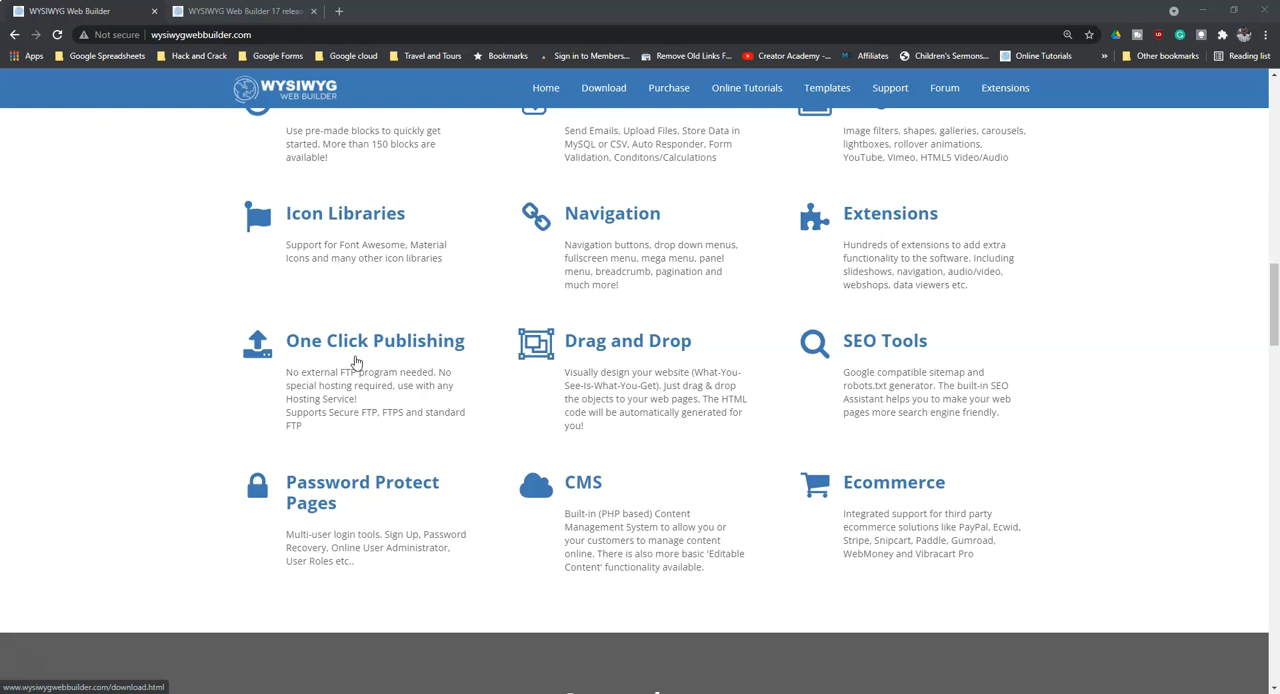 WYSIWYG Web Builder
WYSIWYG Web Builder 17 relea
Not secure
wysiwygwebbuilder.com
Apps
Google Spreadsheets
Hack and Crack
Google Forms
Google cloud
Travel and Tours
Bookmarks
Sign in to Members...
Remove Old Links F...
Creator Academy -...
Affiliates
Children's Sermons...
Online Tutorials
Other bookmarks
Reading list
WYSIWYG
WEB BUILDER
Home
Download
Purchase
Online Tutorials
Templates
Support
Forum
Extensions
Use pre-made blocks to quickly get
started. More than 150 blocks are
available!
Send Emails, Upload Files, Store Data in
MySQL or CSV, Auto Responder. Form
Validation, Conditons/Calculations
Image filters, shapes, galleries, carousels,
lightboxes, rollover animations,
YouTube, Vimeo, HTML5 Video/Audio
Icon Libraries
Support for Font Awesome, Material
Icons and many other icon libraries
Navigation
Navigation buttons, drop down menus,
fullscreen menu, mega menu, panel
menu, breadcrumb, pagination and
much more!
Extensions
Hundreds of extensions to add extra
functionality to the software. Including
slideshows, navigation, audio/video,
webshops, data viewers etc.
One Click Publishing
No external FTP program needed. No
special hosting required, use with any
Hosting Service!
Supports Secure FTP, FTPS and standard
FTP
Drag and Drop
Visually design your website (What-You-
See-Is-What-You-Get). Just drag & drop
the objects to your web pages. The HTML
code will be automatically generated for
you!
SEO Tools
Google compatible sitemap and
robots.txt generator. The built-in SEO
Assistant helps you to make your web
pages more search engine friendly.
Password Protect
Pages
Multi-user login tools. Sign Up, Password
Recovery, Online User Administrator,
User Roles etc..
CMS
Built-in (PHP based) Content
Management System to allow you or
your customers to manage content
online. There is also more basic 'Editable
Content' functionality available.
Ecommerce
Integrated support for third party
ecommerce solutions like PayPal, Ecwid,
Stripe, Snipcart, Paddle, Gumroad,
WebMoney and Vibracart Pro
www.wysiwygwebbuilder.com/download.html